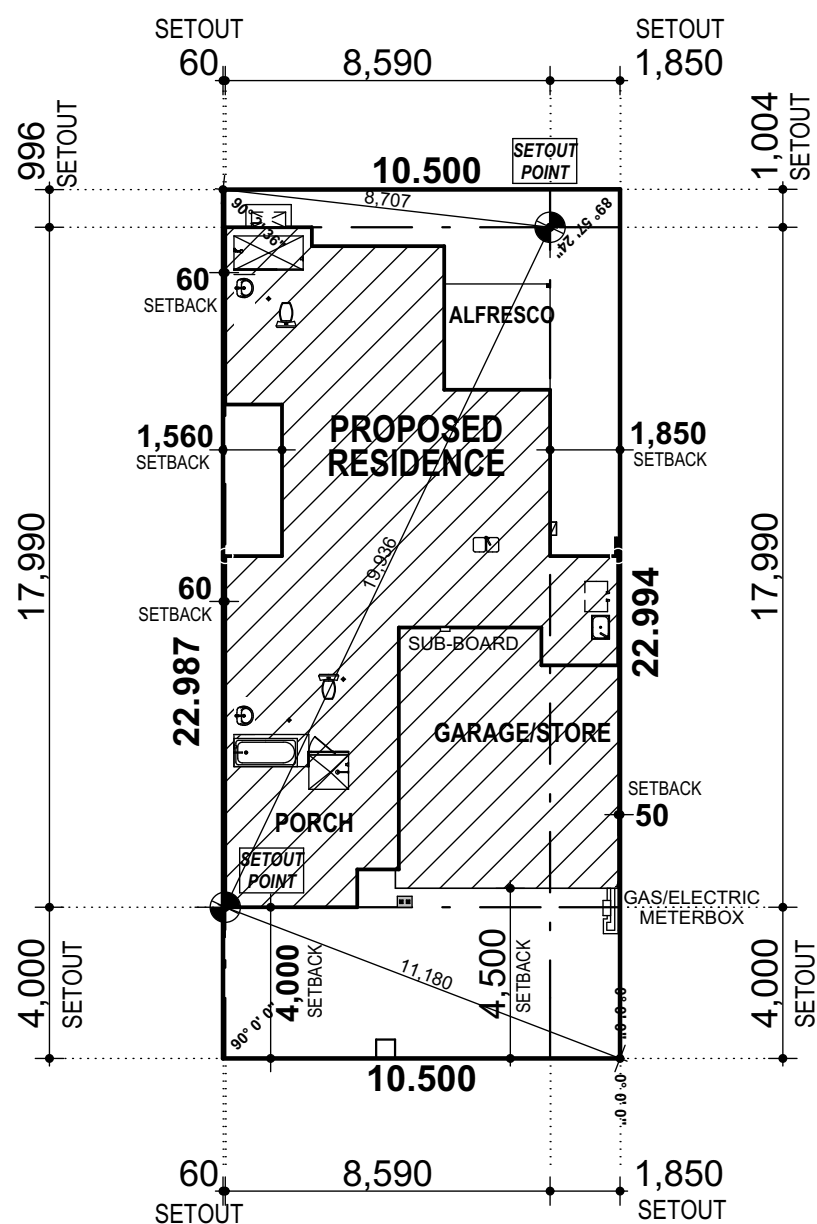 SETOUT
SETOUT
60 8,590 1,850
996
SETOUT
1,004
SETOUT
SETOUT
POINT
10.500
8,707
89° 57' 24"
60
SETBACK
ALFRESCO
PROPOSED
RESIDENCE
1,560
SETBACK
1,850
SETBACK
17,990
17,990
19,936
60
SETBACK
22.987
22.994
SUB-BOARD
GARAGE/STORE
SETBACK
50
PORCH
SETOUT
POINT
GAS/ELECTRIC
METERBOX
4,000
SETOUT
4,000
SETBACK
11,180
4,500
SETBACK
4,000
SETOUT
90° 0' 0"
10.500
60 8,590 1,850
SETOUT
SETOUT